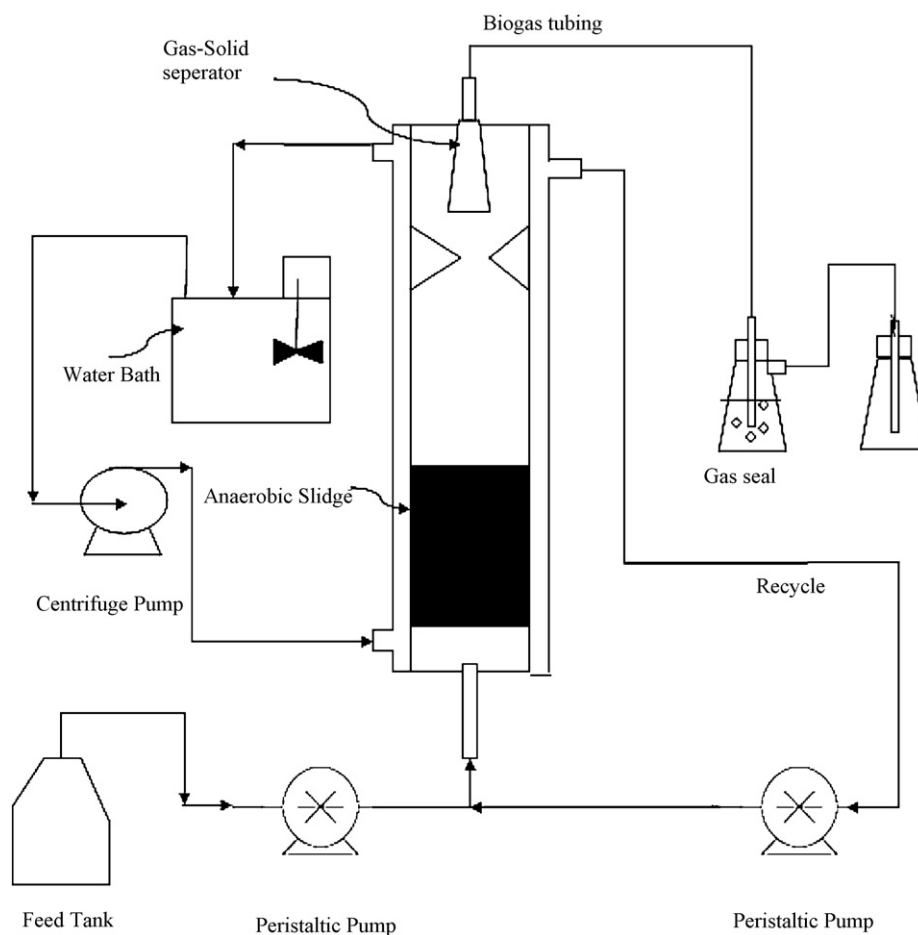 Biogas tubing
Gas-Solid
seperator
Water Bath
Gas seal
Anaerobic Slidge
Recycle
Centrifuge Pump
Feed Tank
Peristaltic Pump
Peristaltic Pump